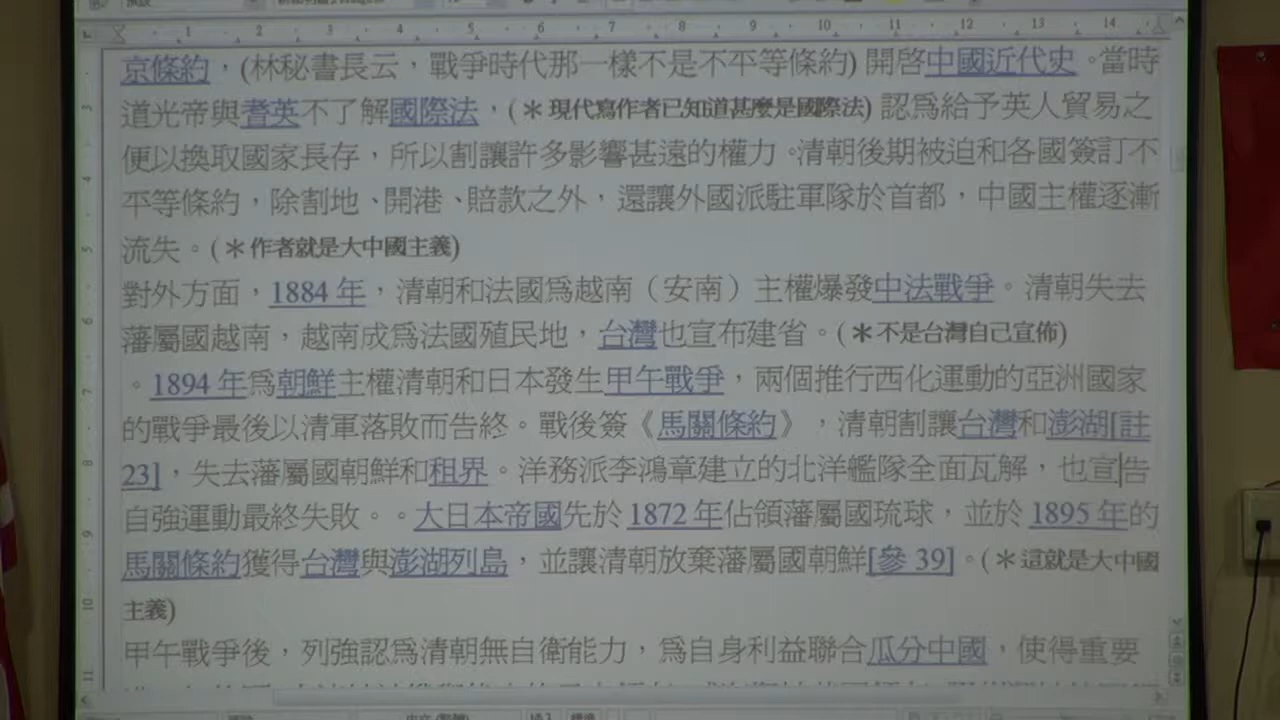 京條約，(林秘書長云，戰爭時代那一樣不是不平等條約) 開啓中國近代史。當時
道光帝與耆英不了解國際法，(＊現代寫作者已知道甚麼是國際法) 認爲給予英人貿易之
便以換取國家長存，所以割讓許多影響甚遠的權力。清朝後期被迫和各國簽訂不
平等條約，除割地、開港、賠款之外，還讓外國派駐軍隊於首都，中國主權逐漸
流失。(＊作者就是大中國主義)
對外方面，1884 年，清朝和法國爲越南（安南）主權爆發中法戰爭。清朝失去
藩屬國越南，越南成爲法國殖民地，台灣也宣布建省。(＊不是台灣自己宣佈)
。1894 年爲朝鮮主權清朝和日本發生甲午戰爭，兩個推行西化運動的亞洲國家
的戰爭最後以清軍落敗而告終。戰後簽《馬關條約》，清朝割讓台灣和澎湖[註
23]，失去藩屬國朝鮮和租界。洋務派李鴻章建立的北洋艦隊全面瓦解，也宣告
自強運動最終失敗。。大日本帝國先於 1872 年佔領藩屬國琉球，並於 1895 年的
馬關條約獲得台灣與澎湖列島，並讓清朝放棄藩屬國朝鮮[參 39]。(＊這就是大中國
主義)
甲午戰爭後，列強認爲清朝無自衛能力，爲自身利益聯合瓜分中國，使得重要